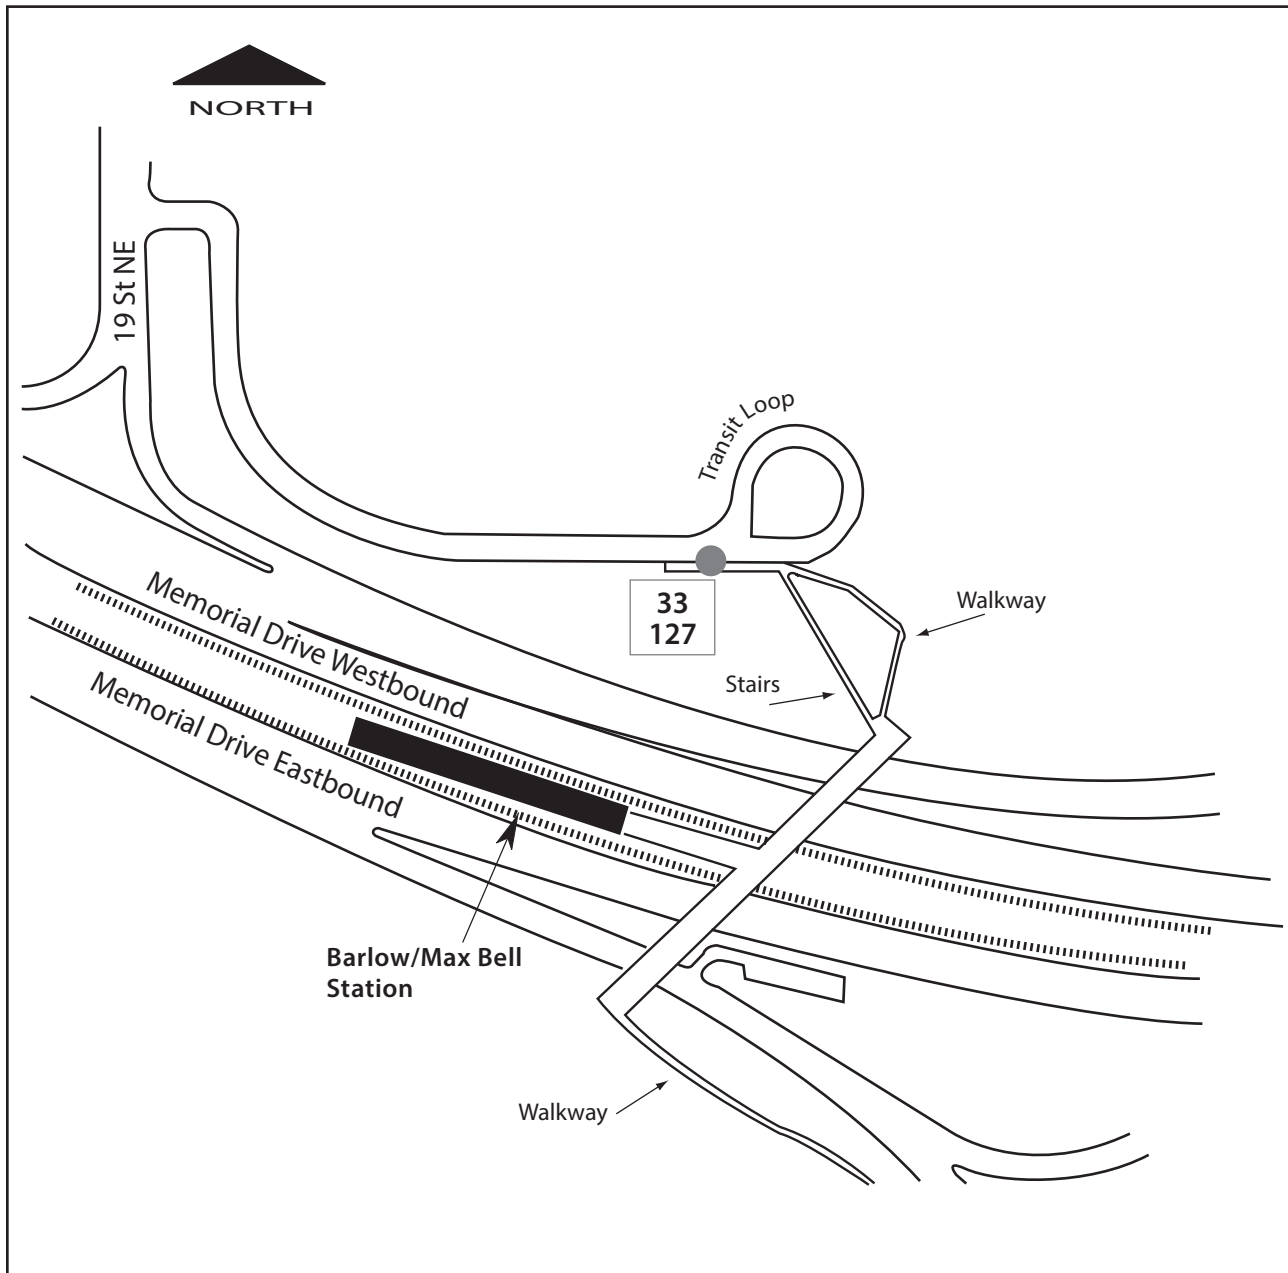 NORTH
19 St NE
Transit Loop
33
127
Walkway
Stairs
Memorial Drive Westbound
Memorial Drive Eastbound
Barlow/Max Bell
Station
Walkway